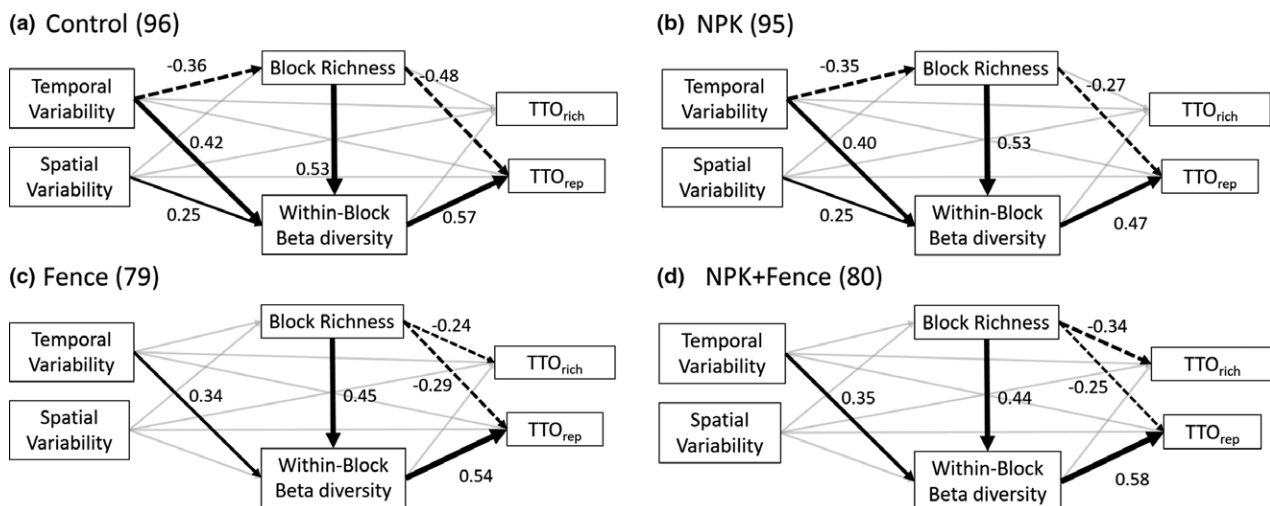 (a) Control (96)
Temporal
Variability
Spatial
Variability
Block Richness
Within-Block
Beta diversity
TTOrich
TTOrep
-0.36
-0.48
0.42
0.53
0.25
0.57
(b) NPK (95)
Temporal
Variability
Spatial
Variability
Block Richness
Within-Block
Beta diversity
TTOrich
TTOrep
-0.35
-0.27
0.40
0.53
0.25
0.47
(c) Fence (79)
Temporal
Variability
Spatial
Variability
Block Richness
Within-Block
Beta diversity
TTOrich
TTOrep
-0.24
-0.29
0.34
0.45
0.54
(d) NPK+Fence (80)
Temporal
Variability
Spatial
Variability
Block Richness
Within-Block
Beta diversity
TTOrich
TTOrep
-0.34
-0.25
0.35
0.44
0.58